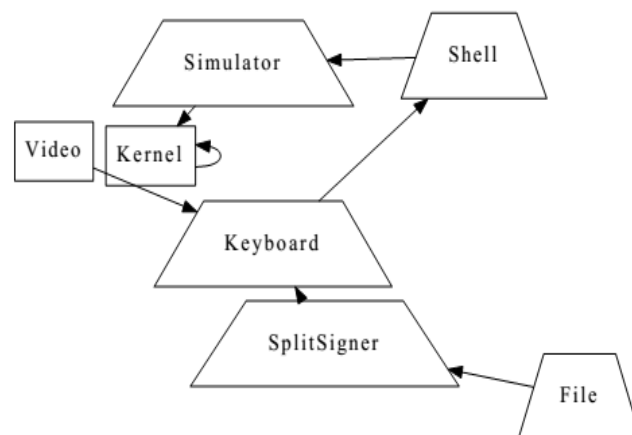 Shell
Simulator
Video
Kernel
Keyboard
SplitSigner
File